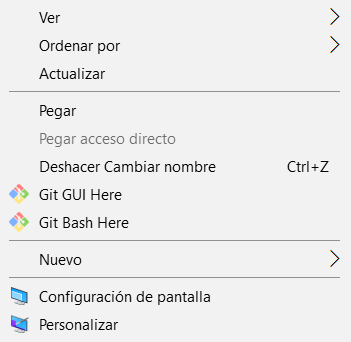 Ver
Ordenar por
Actualizar
Pegar
Pegar acceso directo
Deshacer Cambiar nombre Ctrl+Z
Git GUI Here
Git Bash Here
Nuevo
Configuración de pantalla
Personalizar